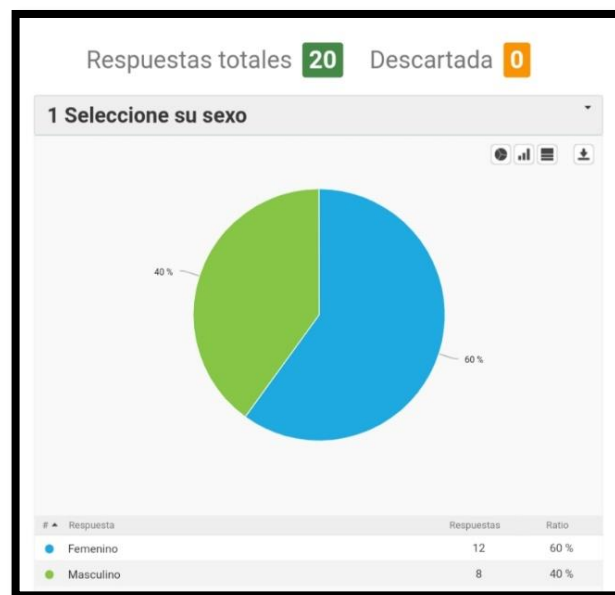 Respuestas totales 20 Descartada 0
1 Seleccione su sexo
40 %
60 %
# Respuesta Respuestas Ratio
Femenino 12 60 %
Masculino 8 40 %